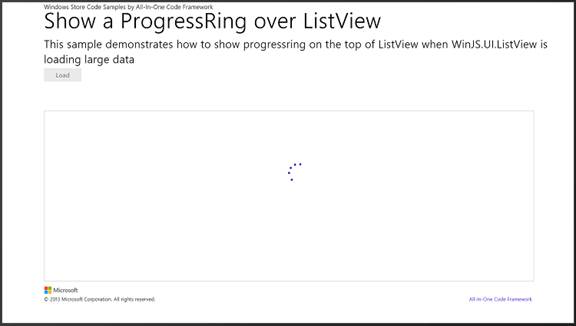 Windows Store Code Samples by All-In-One Code Framework
Show a ProgressRing over ListView
This sample demonstrates how to show progressring on the top of ListView when WinJS.UI.ListView is
loading large data
Load
Microsoft
© 2013 Microsoft Corporation. All rights reserved.
All-In-One Code Framework